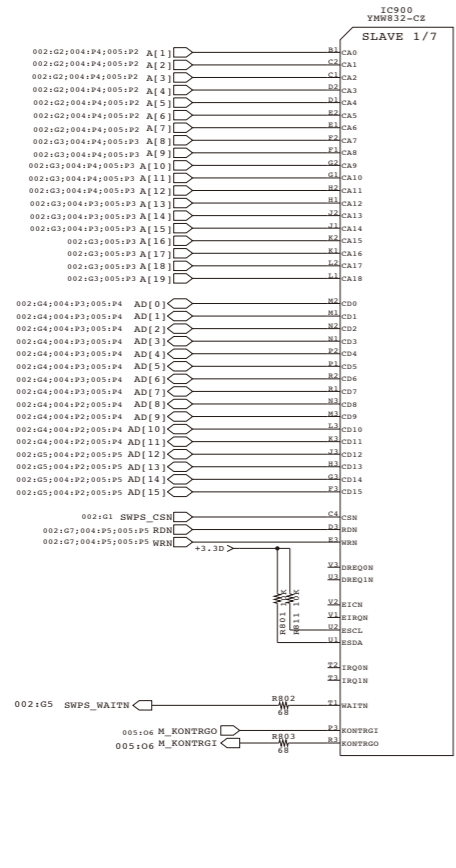 IC900
YMW832-CZ
SLAVE 1/7
002:G2;004:P4;005:P2 A[1] B1 CA0
002:G2;004:P4;005:P2 A[2] C2 CA1
002:G2;004:P4;005:P2 A[3] C1 CA2
002:G2;004:P4;005:P2 A[4] D2 CA3
002:G2;004:P4;005:P2 A[5] D1 CA4
002:G2;004:P4;005:P2 A[6] E2 CA5
002:G2;004:P4;005:P2 A[7] E1 CA6
002:G3;004:P4;005:P3 A[8] F2 CA7
002:G3;004:P4;005:P3 A[9] F1 CA8
002:G3;004:P4;005:P3 A[10] G2 CA9
002:G3;004:P4;005:P3 A[11] G1 CA10
002:G3;004:P4;005:P3 A[12] H2 CA11
002:G3;004:P3;005:P3 A[13] H1 CA12
002:G3;004:P3;005:P3 A[14] J2 CA13
002:G3;004:P3;005:P3 A[15] J1 CA14
002:G3;005:P3 A[16] K2 CA15
002:G3;005:P3 A[17] K1 CA16
002:G3;005:P3 A[18] L2 CA17
002:G3;005:P3 A[19] L1 CA18
002:G4;004:P3;005:P4 AD[0] M2 CD0
002:G4;004:P3;005:P4 AD[1] M1 CD1
002:G4;004:P3;005:P4 AD[2] N2 CD2
002:G4;004:P3;005:P4 AD[3] N1 CD3
002:G4;004:P3;005:P4 AD[4] P2 CD4
002:G4;004:P3;005:P4 AD[5] P1 CD5
002:G4;004:P3;005:P4 AD[6] R2 CD6
002:G4;004:P3;005:P4 AD[7] R1 CD7
002:G4;004:P2;005:P4 AD[8] N3 CD8
002:G4;004:P2;005:P4 AD[9] M3 CD9
002:G4;004:P2;005:P4 AD[10] L3 CD10
002:G4;004:P2;005:P4 AD[11] K3 CD11
002:G5;004:P2;005:P5 AD[12] J3 CD12
002:G5;004:P2;005:P5 AD[13] H3 CD13
002:G5;004:P2;005:P5 AD[14] G3 CD14
002:G5;004:P2;005:P5 AD[15] F3 CD15
002:G1 SWPS_CSN C4 CSN
002:G7;004:P5;005:P5 RDN D3 RDN
002:G7;004:P5;005:P5 WRN E3 WRN
+3.3D
V3 DREQ0N
U3 DREQ1N
R801 10K
R811 10K
V2 EICN
V1 EIRQN
U2 ESCL
U1 ESDA
T2 IRQ0N
T3 IRQ1N
002:G5 SWPS_WAITN R802 68 T1 WAITN
005:O6 M_KONTRGO P3 KONTRGI
005:O6 M_KONTRGI R803 68 R3 KONTRGO